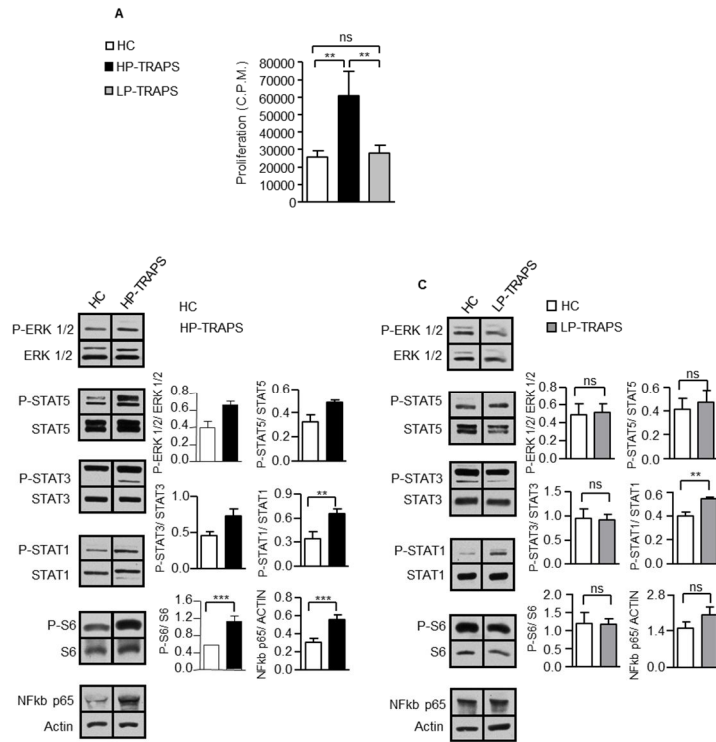 A
HC
HP-TRAPS
LP-TRAPS
Proliferation (C.P.M.)
80000
70000
60000
50000
40000
30000
20000
10000
0
ns
**
**
HC
HP-TRAPS
P-ERK 1/2
ERK 1/2
P-STAT5
STAT5
P-STAT3
STAT3
P-STAT1
STAT1
P-S6
S6
NFkb p65
Actin
HC
HP-TRAPS
P-ERK 1/2/ ERK 1/2
0.8
0.6
0.4
0.2
0.0
P-STAT5/ STAT5
0.6
0.4
0.2
0.0
P-STAT3/ STAT3
1.0
0.5
0.0
P-STAT1/ STAT1
1.0
0.8
0.6
0.4
0.2
0.0
**
P-S6/ S6
1.6
1.2
0.8
0.4
0.0
***
NFkb p65/ ACTIN
1.0
0.8
0.6
0.4
0.2
0.0
***
C
HC
LP-TRAPS
P-ERK 1/2
ERK 1/2
P-STAT5
STAT5
P-STAT3
STAT3
P-STAT1
STAT1
P-S6
S6
NFkb p65
Actin
HC
LP-TRAPS
P-ERK 1/2/ ERK 1/2
0.8
0.6
0.4
0.2
0.0
ns
P-STAT5/ STAT5
0.6
0.4
0.2
0.0
ns
P-STAT3/ STAT3
1.5
1.0
0.5
0.0
ns
P-STAT1/ STAT1
0.6
0.4
0.2
0.0
**
P-S6/ S6
2.0
1.5
1.0
0.5
0.0
ns
NFkb p65/ ACTIN
2.8
1.4
0.0
ns